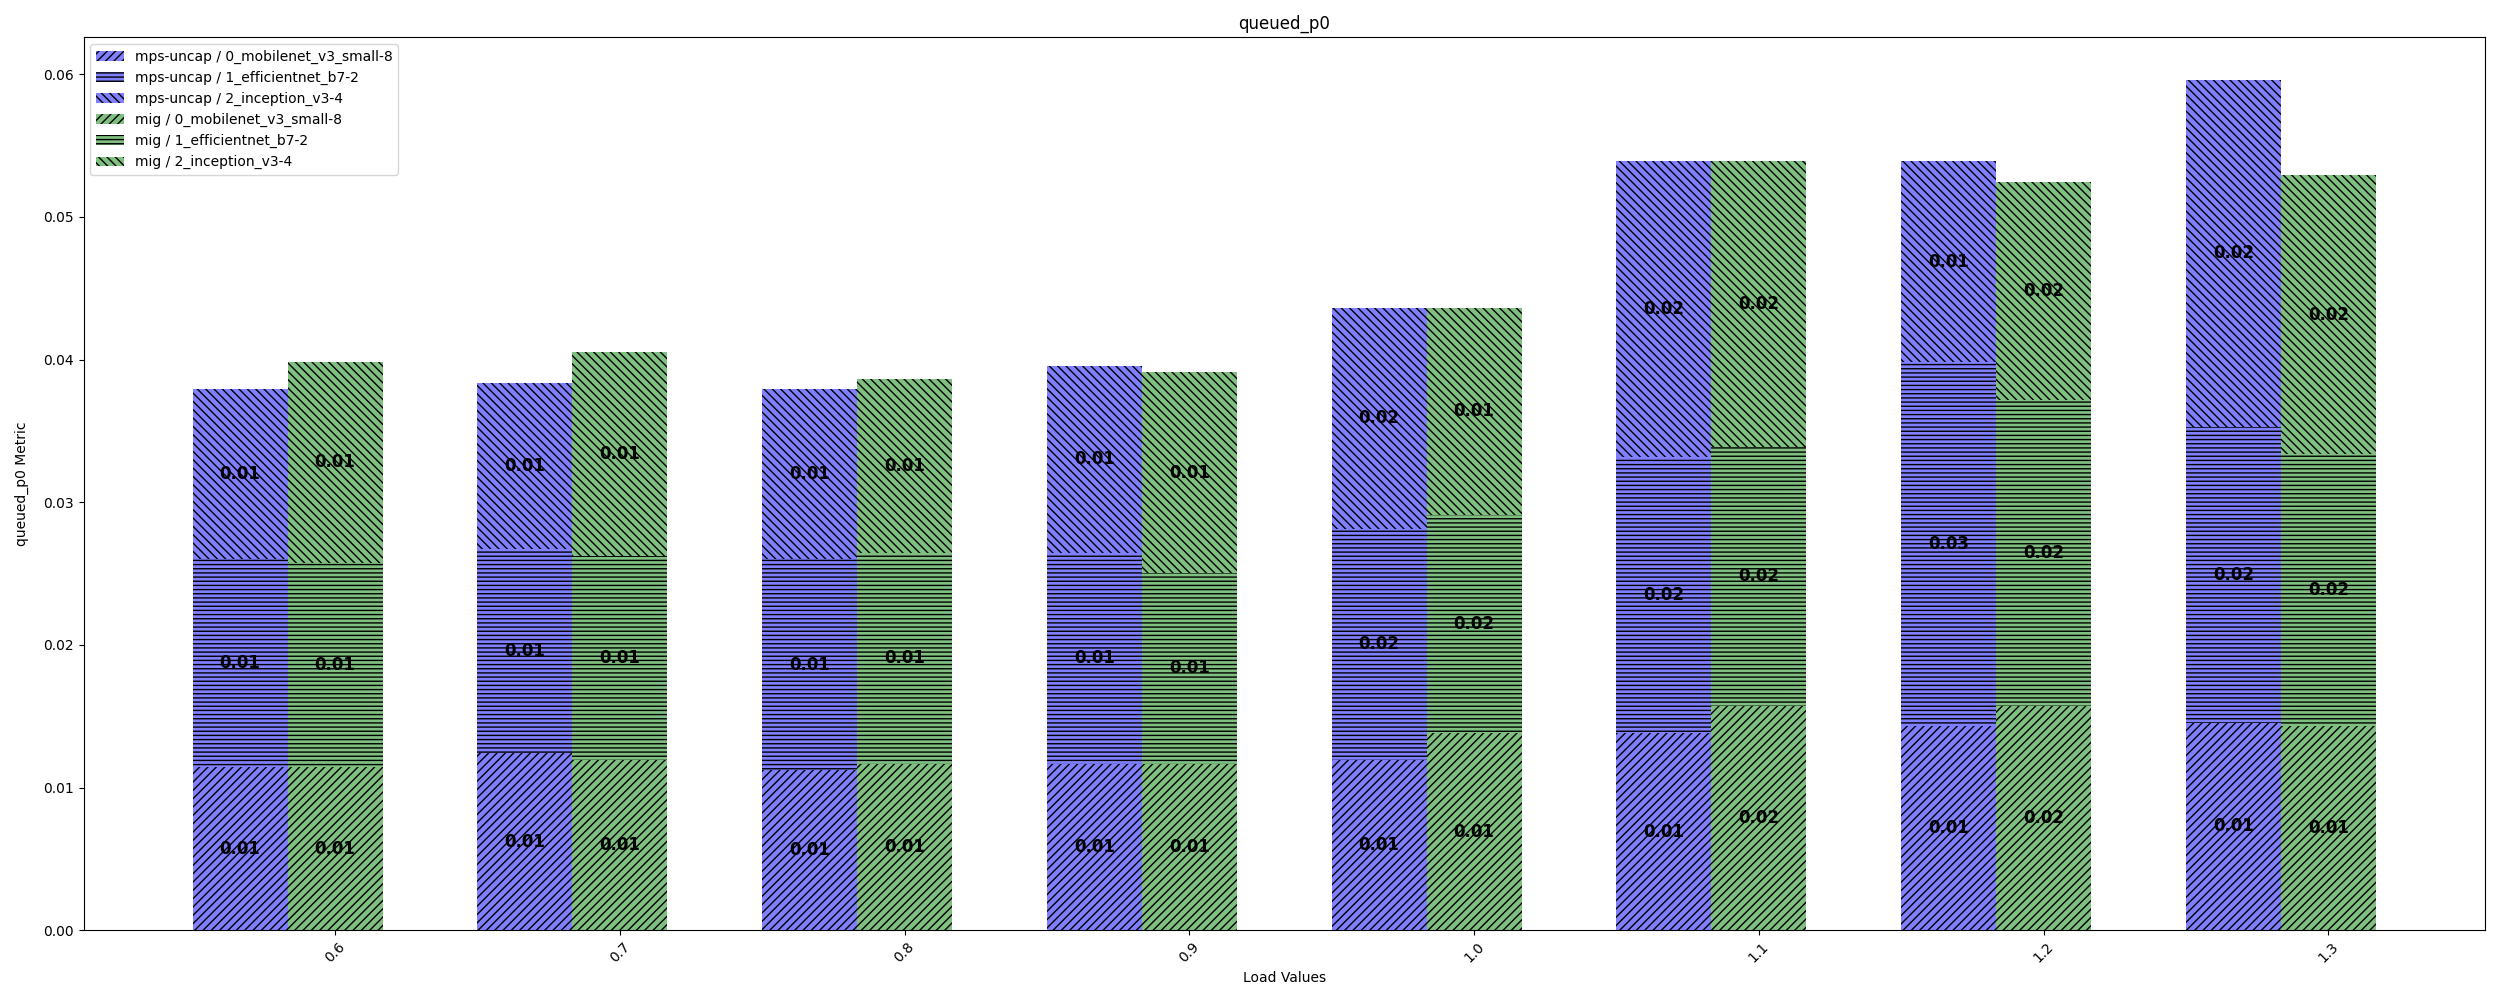 queued_p0
mps-uncap / 0_mobilenet_v3_small-8
mps-uncap / 1_efficientnet_b7-2
mps-uncap / 2_inception_v3-4
mig / 0_mobilenet_v3_small-8
mig / 1_efficientnet_b7-2
mig / 2_inception_v3-4
queued_p0 Metric
0.06
0.05
0.04
0.03
0.02
0.01
0.00
0.01 0.01 0.01 0.01 0.01 0.01 0.01 0.01 0.02 0.01 0.02 0.02 0.01 0.02 0.02 0.02
0.01 0.01 0.01 0.01 0.01 0.01 0.01 0.01 0.02 0.02 0.02 0.02 0.03 0.02 0.02 0.02
0.01 0.01 0.01 0.01 0.01 0.01 0.01 0.01 0.01 0.01 0.01 0.02 0.01 0.02 0.01 0.01
0.6 0.7 0.8 0.9 1.0 1.1 1.2 1.3
Load Values